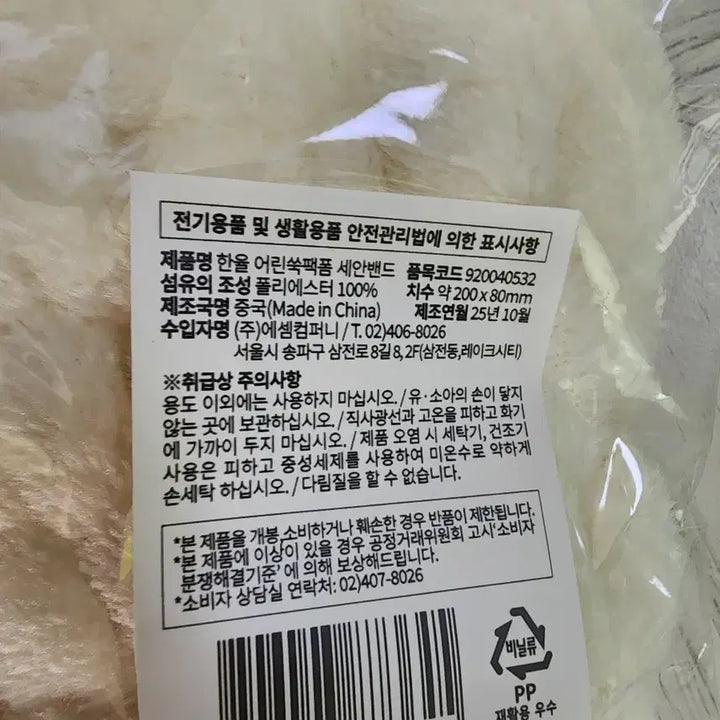 전기용품 및 생활용품 안전관리법에 의한 표시사항
제품명 한율 어린쑥팩폼 세안밴드 품목코드 920040532
섬유의 조성 폴리에스터 100% 치수 약 200 x 80mm
제조국명 중국(Made in China) 제조연월 25년 10월
수입자명 (주)에셈컴퍼니 / T. 02)406-8026
서울시 송파구 삼전로 8길 8, 2F(삼전동,레이크시티)
※취급상 주의사항
용도 이외에는 사용하지 마십시오. / 유·소아의 손이 닿지
않는 곳에 보관하십시오. / 직사광선과 고온을 피하고 화기
에 가까이 두지 마십시오. / 제품 오염 시 세탁기, 건조기
사용은 피하고 중성세제를 사용하여 미온수로 약하게
손세탁 하십시오. / 다림질을 할 수 없습니다.
*본 제품을 개봉,소비하거나 훼손한 경우 반품이 제한됩니다.
*본 제품에 이상이 있을 경우 공정거래위원회 고시'소비자
분쟁해결기준' 에 의해 보상해드립니다.
*소비자 상담실 연락처: 02)407-8026
비닐류
PP
재활용 우수